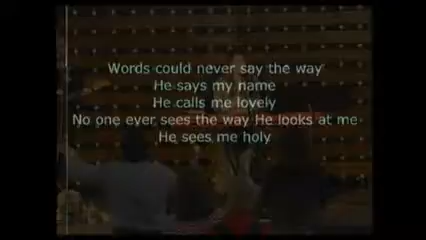 Words could never say the way
He says my name
He calls me lovely
No one ever sees the way He looks at me
He sees me holy